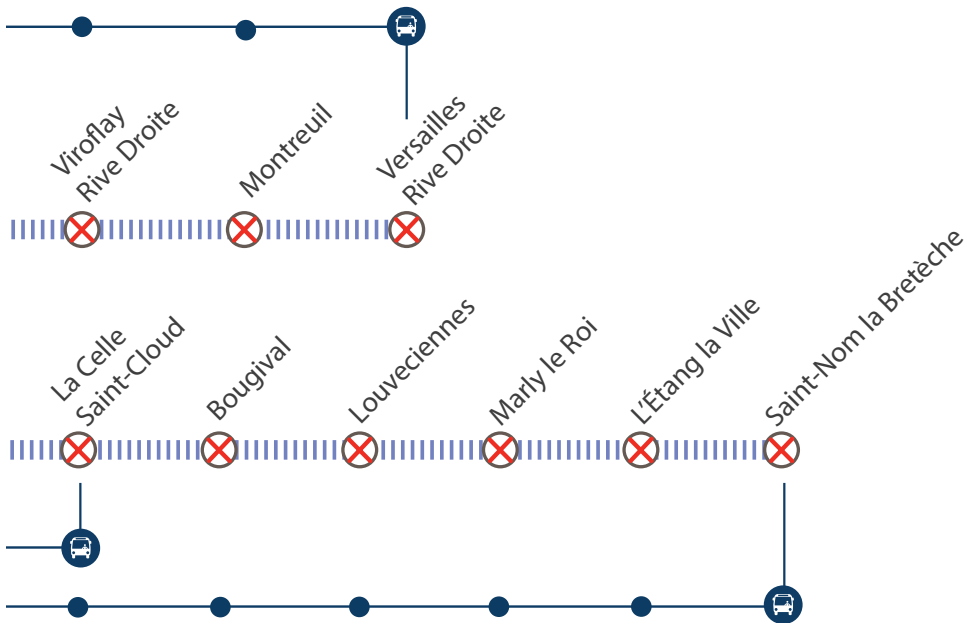 Viroflay
Rive Droite
Montreuil
Versailles
Rive Droite
La Celle
Saint-Cloud
Bougival
Louveciennes
Marly le Roi
L'Étang la Ville
Saint-Nom la Bretèche